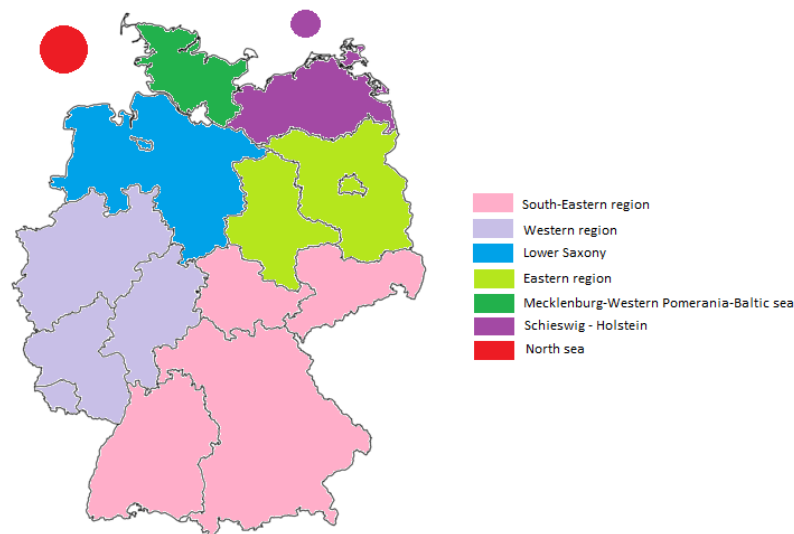 South-Eastern region
Western region
Lower Saxony
Eastern region
Mecklenburg-Western Pomerania-Baltic sea
Schieswig - Holstein
North sea